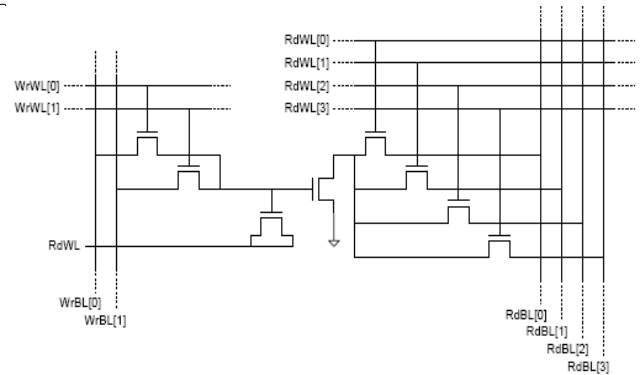 RdWL[0]
RdWL[1]
WrWL[0]
RdWL[2]
WrWL[1]
RdWL[3]
RdWL
WrBL[0]
WrBL[1]
RdBL[0]
RdBL[1]
RdBL[2]
RdBL[3]